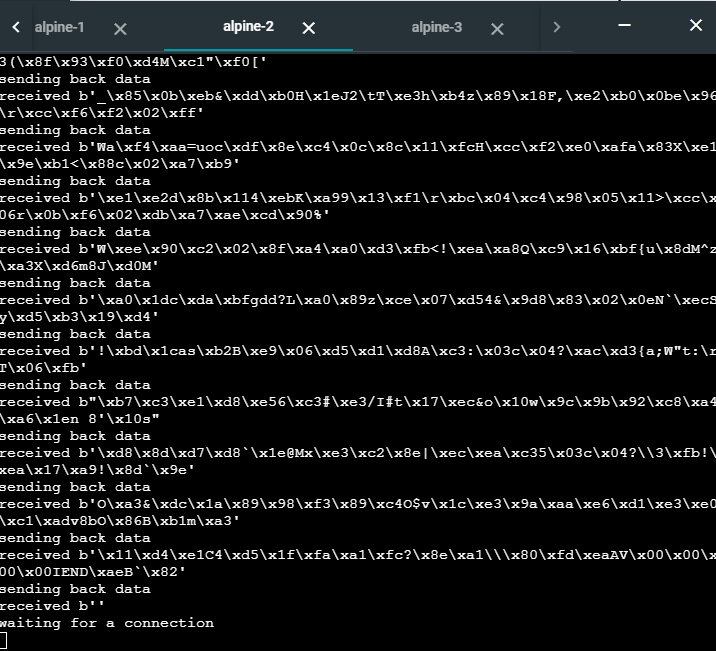 alpine-1
alpine-2
alpine-3
3(\x8f\x93\xf0\xd4M\xc1"\xf0['
sending back data
received b'_\x85\x0b\xeb&\xdd\xb0H\x1eJ2\tT\xe3h\xb4z\x89\x18F,\xe2\xb0\x0be\x96
\r\xcc\xf6\xf2\x02\xff'
sending back data
received b'Wa\xf4\xaa=uoc\xdf\x8e\xc4\x0c\x8c\x11\xfcH\xcc\xf2\xe0\xafa\x83X\xe1
\x9e\xb1<\x88c\x02\xa7\xb9'
sending back data
received b'\xe1\xe2d\x8b\x114\xebK\xa99\x13\xf1\r\xbc\x04\xc4\x98\x05\x11>\xcc\x
06r\x0b\xf6\x02\xdb\xa7\xae\xcd\x90%'
sending back data
received b'W\xee\x90\xc2\x02\x8f\xa4\xa0\xd3\xfb<!\xea\xa8Q\xc9\x16\xbf{u\x8dM^z
\xa3X\xd6m8J\xd0M'
sending back data
received b'\xa0\x1dc\xda\xbfgdd?L\xa0\x89z\xce\x07\xd54&\x9d8\x83\x02\x0eN`\xecS
y\xd5\xb3\x19\xd4'
sending back data
received b'!\xbd\x1cas\xb2B\xe9\x06\xd5\xd1\xd8A\xc3:\x03c\x04?\xac\xd3{a;W"t:\r
T\x06\xfb'
sending back data
received b"\xb7\xc3\xe1\xd8\xe56\xc3#\xe3/I#t\x17\xec&o\x10w\x9c\x9b\x92\xc8\xa4
\xa6\x1en 8'\x10s"
sending back data
received b'\xd8\x8d\xd7\xd8`\x1e@Mx\xe3\xc2\x8e|\xec\xea\xc35\x03c\x04?\\3\xfb!\
xea\x17\xa9!\x8d`\x9e'
sending back data
received b'O\xa3&\xdc\x1a\x89\x98\xf3\x89\xc4O$v\x1c\xe3\x9a\xaa\xe6\xd1\xe3\xe0
\xc1\xadv8bO\x86B\xb1m\xa3'
sending back data
received b'\x11\xd4\xe1C4\xd5\x1f\xfa\xa1\xfc?\x8e\xa1\\\x80\xfd\xeaAV\x00\x00\x
00\x00IEND\xaeB`\x82'
sending back data
received b''
waiting for a connection